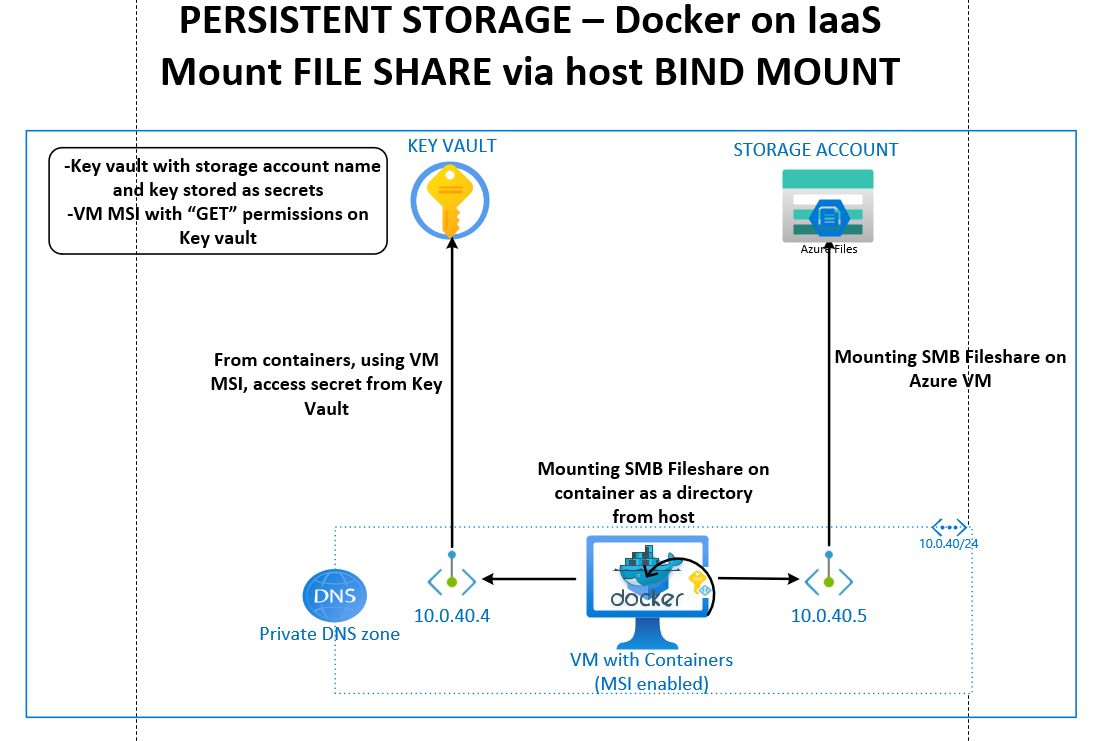 PERSISTENT STORAGE – Docker on IaaS
Mount FILE SHARE via host BIND MOUNT
KEY VAULT
STORAGE ACCOUNT
-Key vault with storage account name
and key stored as secrets
-VM MSI with “GET” permissions on
Key vault
Azure Files
From containers, using VM
MSI, access secret from Key
Vault
Mounting SMB Fileshare on
Azure VM
Mounting SMB Fileshare on
container as a directory
from host
10.0.40/24
DNS
Private DNS zone
10.0.40.4
docker
10.0.40.5
VM with Containers
(MSI enabled)